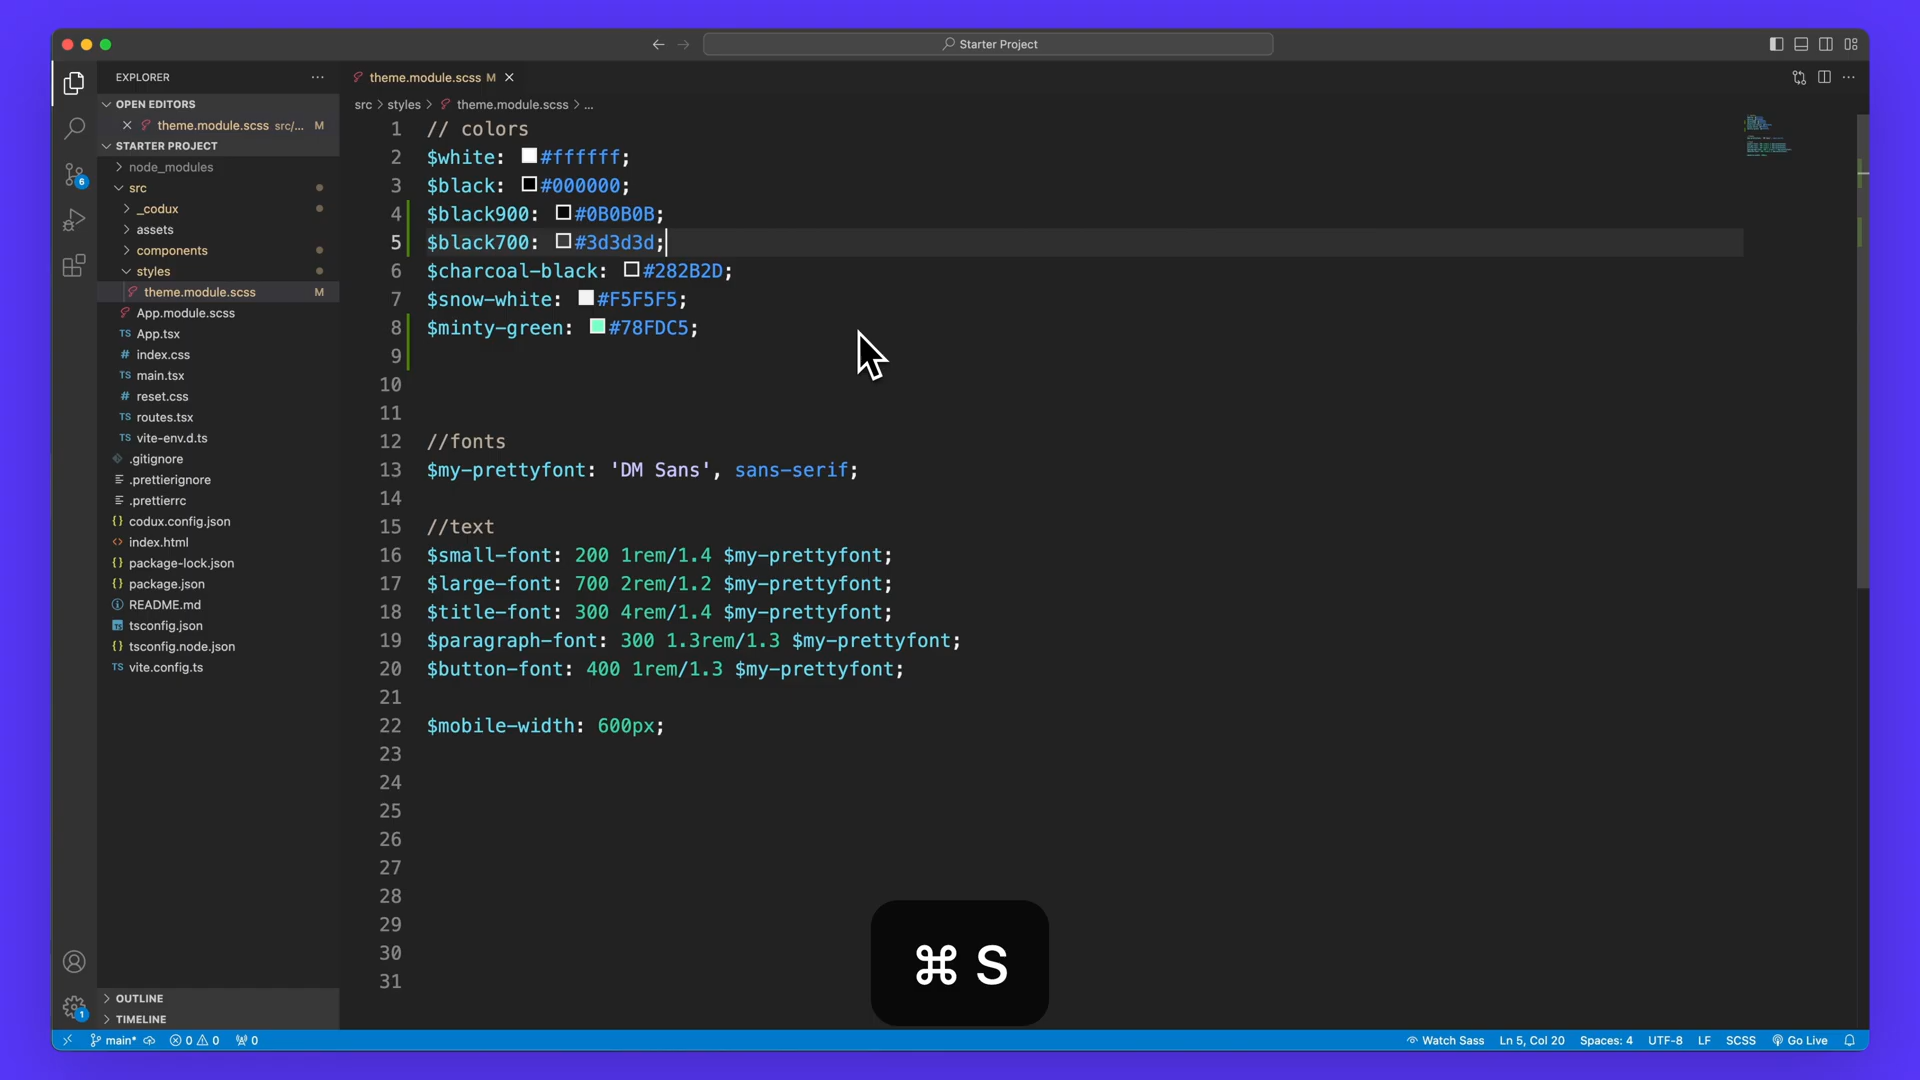 Starter Project
EXPLORER
OPEN EDITORS
theme.module.scss src/... M
STARTER PROJECT
node_modules
src
_codux
assets
components
styles
theme.module.scss M
App.module.scss
TS App.tsx
# index.css
TS main.tsx
# reset.css
TS routes.tsx
TS vite-env.d.ts
.gitignore
.prettierignore
.prettierrc
{} codux.config.json
<> index.html
{} package-lock.json
{} package.json
README.md
TS tsconfig.json
{} tsconfig.node.json
TS vite.config.ts
OUTLINE
TIMELINE
6
1
theme.module.scss M
src > styles > theme.module.scss > ...
1 // colors
2 $white: #ffffff;
3 $black: #000000;
4 $black900: #0B0B0B;
5 $black700: #3d3d3d;
6 $charcoal-black: #282B2D;
7 $snow-white: #F5F5F5;
8 $minty-green: #78FDC5;
9
10
11
12 //fonts
13 $my-prettyfont: 'DM Sans', sans-serif;
14
15 //text
16 $small-font: 200 1rem/1.4 $my-prettyfont;
17 $large-font: 700 2rem/1.2 $my-prettyfont;
18 $title-font: 300 4rem/1.4 $my-prettyfont;
19 $paragraph-font: 300 1.3rem/1.3 $my-prettyfont;
20 $button-font: 400 1rem/1.3 $my-prettyfont;
21
22 $mobile-width: 600px;
23
24
25
26
27
28
29
30
31
⌘ S
main* 0 0 0 Watch Sass Ln 5, Col 20 Spaces: 4 UTF-8 LF SCSS Go Live